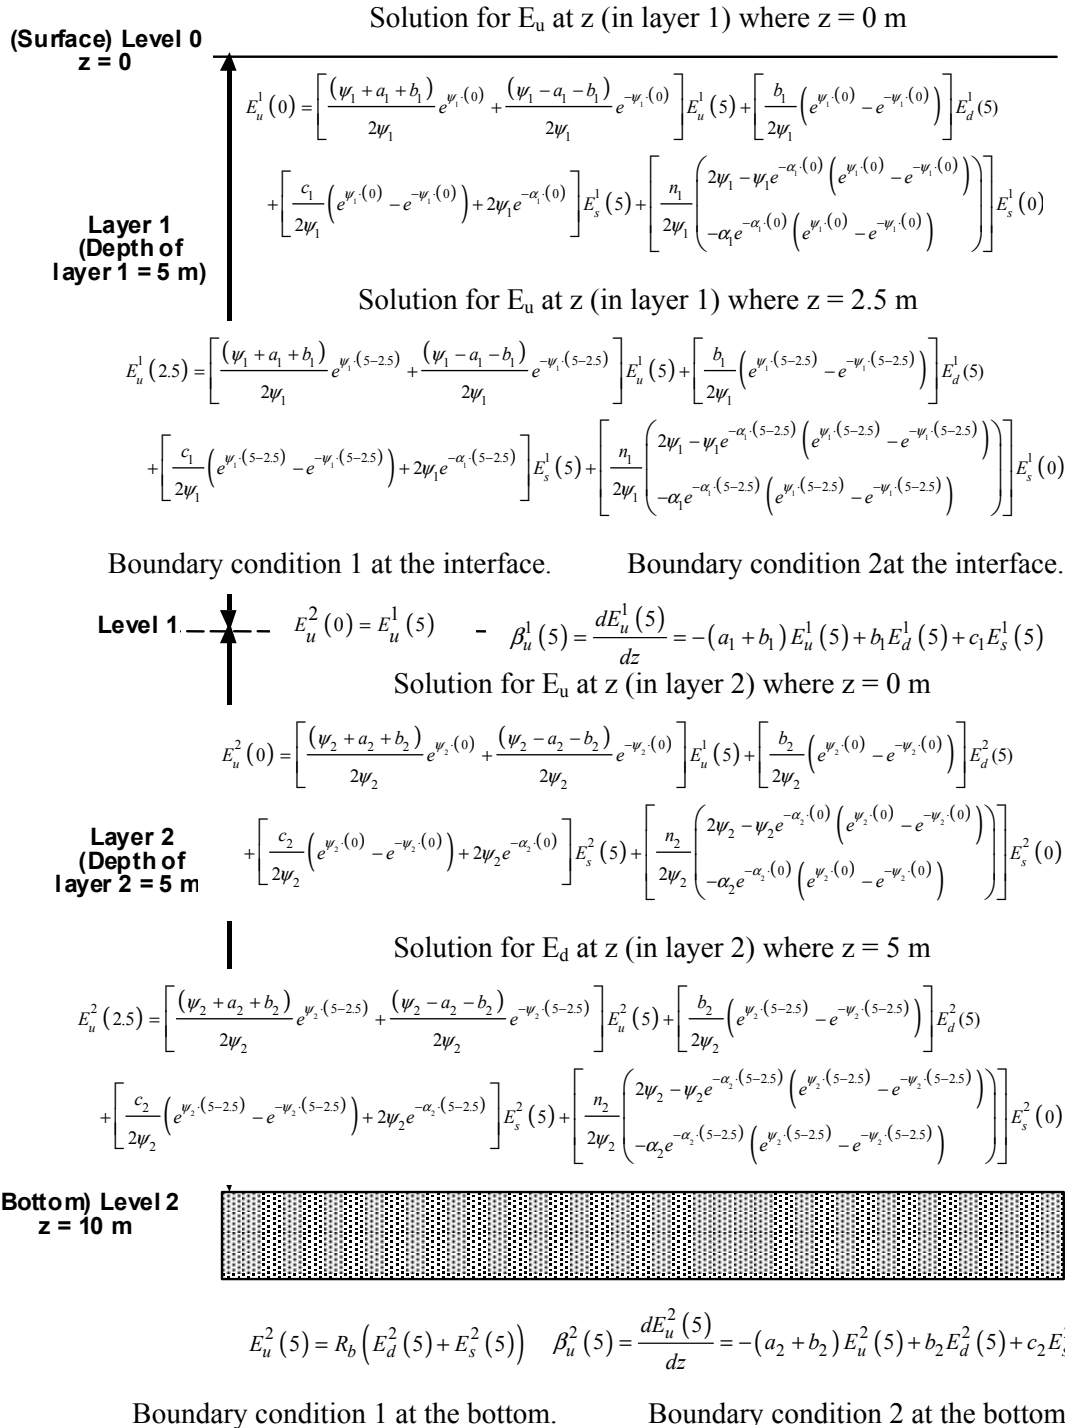 Solution for E_u at z (in layer 1) where z = 0 m
(Surface) Level 0
z = 0
E_u^1 (0) = [ (ψ_1 + a_1 + b_1) / 2ψ_1 e^{ψ_1·(0)} + (ψ_1 − a_1 − b_1) / 2ψ_1 e^{−ψ_1·(0)} ] E_u^1 (5) + [ b_1 / 2ψ_1 ( e^{ψ_1·(0)} − e^{−ψ_1·(0)} ) ] E_d^1 (5)
+ [ c_1 / 2ψ_1 ( e^{ψ_1·(0)} − e^{−ψ_1·(0)} ) + 2ψ_1 e^{−α_1·(0)} ] E_s^1 (5) + [ n_1 / 2ψ_1 ( 2ψ_1 − ψ_1 e^{−α_1·(0)} ( e^{ψ_1·(0)} − e^{−ψ_1·(0)} ) −α_1 e^{−α_1·(0)} ( e^{ψ_1·(0)} − e^{−ψ_1·(0)} ) ) ] E_s^1 (0)
Layer 1
(Depth of
layer 1 = 5 m)
Solution for E_u at z (in layer 1) where z = 2.5 m
E_u^1 (2.5) = [ (ψ_1 + a_1 + b_1) / 2ψ_1 e^{ψ_1·(5−2.5)} + (ψ_1 − a_1 − b_1) / 2ψ_1 e^{−ψ_1·(5−2.5)} ] E_u^1 (5) + [ b_1 / 2ψ_1 ( e^{ψ_1·(5−2.5)} − e^{−ψ_1·(5−2.5)} ) ] E_d^1 (5)
+ [ c_1 / 2ψ_1 ( e^{ψ_1·(5−2.5)} − e^{−ψ_1·(5−2.5)} ) + 2ψ_1 e^{−α_1·(5−2.5)} ] E_s^1 (5) + [ n_1 / 2ψ_1 ( 2ψ_1 − ψ_1 e^{−α_1·(5−2.5)} ( e^{ψ_1·(5−2.5)} − e^{−ψ_1·(5−2.5)} ) −α_1 e^{−α_1·(5−2.5)} ( e^{ψ_1·(5−2.5)} − e^{−ψ_1·(5−2.5)} ) ) ] E_s^1 (0)
Boundary condition 1 at the interface. Boundary condition 2at the interface.
Level 1
E_u^2 (0) = E_u^1 (5) β_u^1 (5) = dE_u^1 (5) / dz = −(a_1 + b_1) E_u^1 (5) + b_1 E_d^1 (5) + c_1 E_s^1 (5)
Solution for E_u at z (in layer 2) where z = 0 m
E_u^2 (0) = [ (ψ_2 + a_2 + b_2) / 2ψ_2 e^{ψ_2·(0)} + (ψ_2 − a_2 − b_2) / 2ψ_2 e^{−ψ_2·(0)} ] E_u^1 (5) + [ b_2 / 2ψ_2 ( e^{ψ_2·(0)} − e^{−ψ_2·(0)} ) ] E_d^2 (5)
+ [ c_2 / 2ψ_2 ( e^{ψ_2·(0)} − e^{−ψ_2·(0)} ) + 2ψ_2 e^{−α_2·(0)} ] E_s^2 (5) + [ n_2 / 2ψ_2 ( 2ψ_2 − ψ_2 e^{−α_2·(0)} ( e^{ψ_2·(0)} − e^{−ψ_2·(0)} ) −α_2 e^{−α_2·(0)} ( e^{ψ_2·(0)} − e^{−ψ_2·(0)} ) ) ] E_s^2 (0)
Layer 2
(Depth of
layer 2 = 5 m
Solution for E_d at z (in layer 2) where z = 5 m
E_u^2 (2.5) = [ (ψ_2 + a_2 + b_2) / 2ψ_2 e^{ψ_2·(5−2.5)} + (ψ_2 − a_2 − b_2) / 2ψ_2 e^{−ψ_2·(5−2.5)} ] E_u^2 (5) + [ b_2 / 2ψ_2 ( e^{ψ_2·(5−2.5)} − e^{−ψ_2·(5−2.5)} ) ] E_d^2 (5)
+ [ c_2 / 2ψ_2 ( e^{ψ_2·(5−2.5)} − e^{−ψ_2·(5−2.5)} ) + 2ψ_2 e^{−α_2·(5−2.5)} ] E_s^2 (5) + [ n_2 / 2ψ_2 ( 2ψ_2 − ψ_2 e^{−α_2·(5−2.5)} ( e^{ψ_2·(5−2.5)} − e^{−ψ_2·(5−2.5)} ) −α_2 e^{−α_2·(5−2.5)} ( e^{ψ_2·(5−2.5)} − e^{−ψ_2·(5−2.5)} ) ) ] E_s^2 (0)
Bottom) Level 2
z = 10 m
E_u^2 (5) = R_b ( E_d^2 (5) + E_s^2 (5) ) β_u^2 (5) = dE_u^2 (5) / dz = −(a_2 + b_2) E_u^2 (5) + b_2 E_d^2 (5) + c_2 E
Boundary condition 1 at the bottom. Boundary condition 2 at the bottom